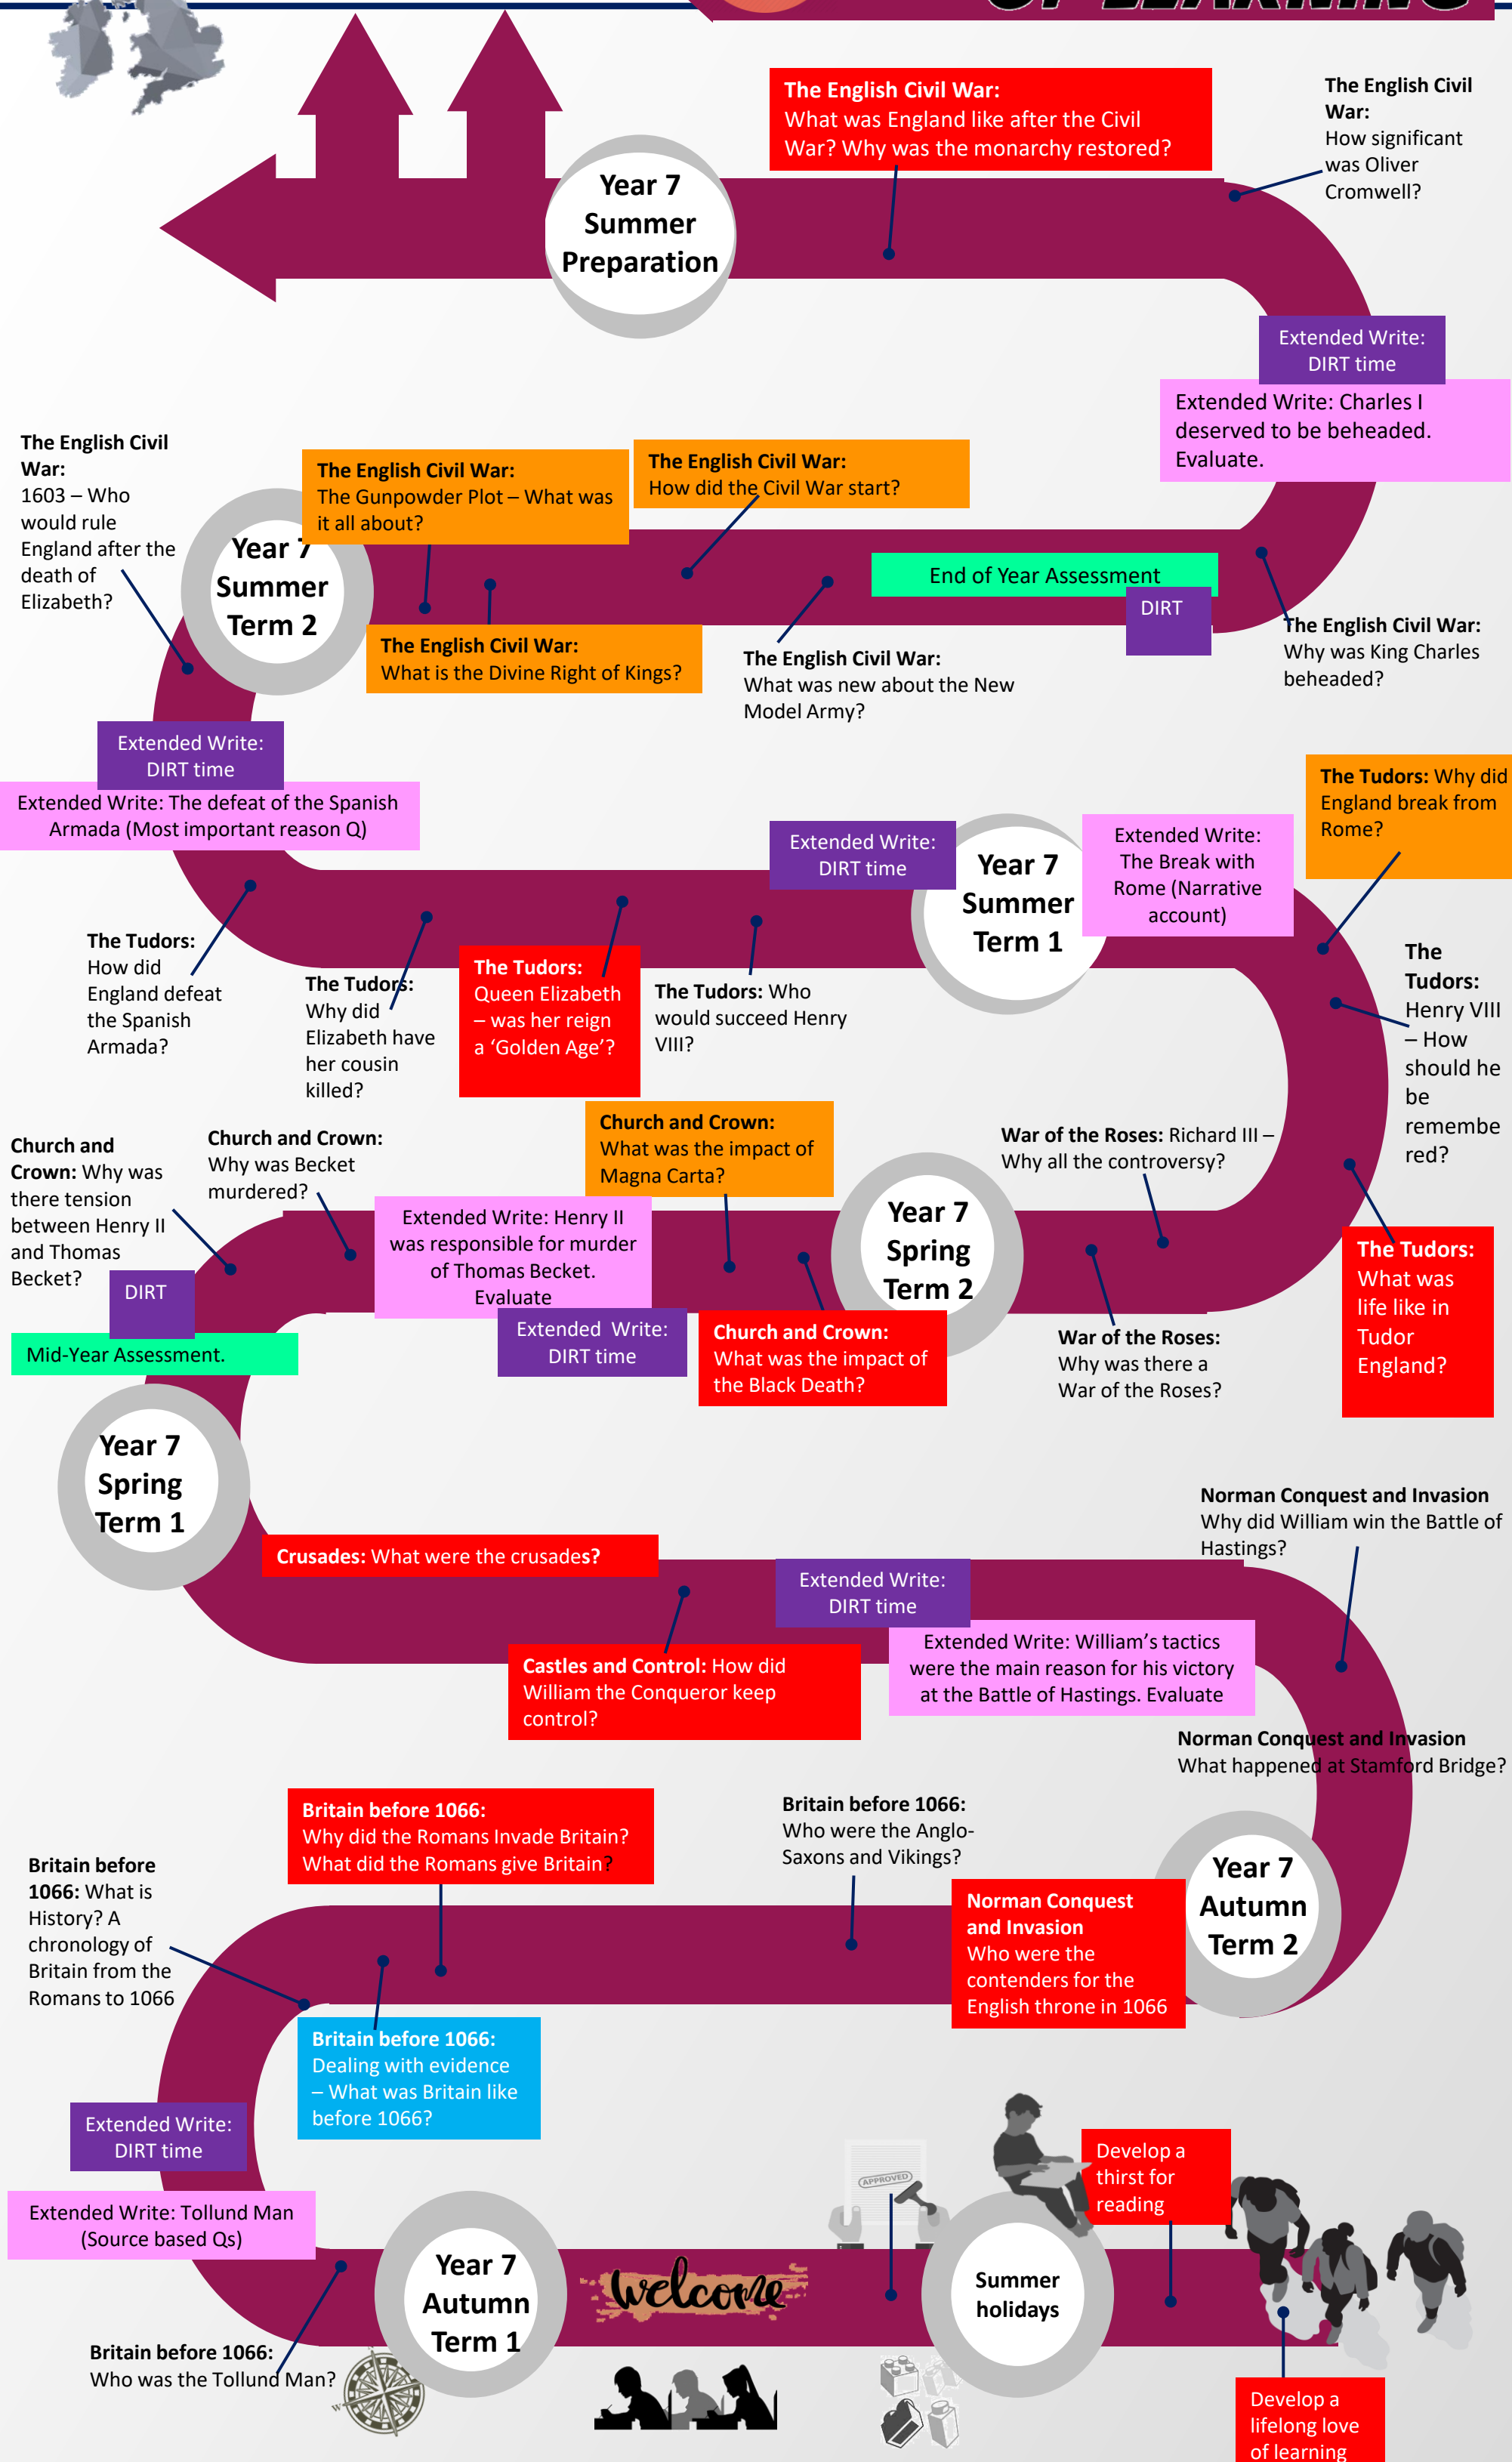 OF LEARNING
The English Civil War:
What was England like after the Civil
War? Why was the monarchy restored?
The English Civil
War:
How significant
was Oliver
Cromwell?
Year 7
Summer
Preparation
Extended Write:
DIRT time
Extended Write: Charles I
deserved to be beheaded.
Evaluate.
The English Civil
War:
1603 – Who
would rule
England after the
death of
Elizabeth?
The English Civil War:
The Gunpowder Plot – What was
it all about?
The English Civil War:
How did the Civil War start?
Year 7
Summer
Term 2
End of Year Assessment
DIRT
The English Civil War:
What is the Divine Right of Kings?
The English Civil War:
What was new about the New
Model Army?
The English Civil War:
Why was King Charles
beheaded?
Extended Write:
DIRT time
Extended Write: The defeat of the Spanish
Armada (Most important reason Q)
Extended Write:
DIRT time
Year 7
Summer
Term 1
Extended Write:
The Break with
Rome (Narrative
account)
The Tudors: Why did
England break from
Rome?
The Tudors:
How did
England defeat
the Spanish
Armada?
The Tudors:
Why did
Elizabeth have
her cousin
killed?
The Tudors:
Queen Elizabeth
– was her reign
a ‘Golden Age’?
The Tudors: Who
would succeed Henry
VIII?
The
Tudors:
Henry VIII
– How
should he
be
remembe
red?
Church and
Crown: Why was
there tension
between Henry II
and Thomas
Becket?
Church and Crown:
Why was Becket
murdered?
Church and Crown:
What was the impact of
Magna Carta?
War of the Roses: Richard III –
Why all the controversy?
Extended Write: Henry II
was responsible for murder
of Thomas Becket.
Evaluate
Extended Write:
DIRT time
Year 7
Spring
Term 2
DIRT
Mid-Year Assessment.
Church and Crown:
What was the impact of
the Black Death?
War of the Roses:
Why was there a
War of the Roses?
The Tudors:
What was
life like in
Tudor
England?
Year 7
Spring
Term 1
Crusades: What were the crusades?
Extended Write:
DIRT time
Norman Conquest and Invasion
Why did William win the Battle of
Hastings?
Castles and Control: How did
William the Conqueror keep
control?
Extended Write: William’s tactics
were the main reason for his victory
at the Battle of Hastings. Evaluate
Norman Conquest and Invasion
What happened at Stamford Bridge?
Britain before
1066: What is
History? A
chronology of
Britain from the
Romans to 1066
Britain before 1066:
Why did the Romans Invade Britain?
What did the Romans give Britain?
Britain before 1066:
Who were the Anglo-
Saxons and Vikings?
Norman Conquest
and Invasion
Who were the
contenders for the
English throne in 1066
Year 7
Autumn
Term 2
Britain before 1066:
Dealing with evidence
– What was Britain like
before 1066?
Extended Write:
DIRT time
Extended Write: Tollund Man
(Source based Qs)
Britain before 1066:
Who was the Tollund Man?
Year 7
Autumn
Term 1
welcome
APPROVED
Summer
holidays
Develop a
thirst for
reading
Develop a
lifelong love
of learning